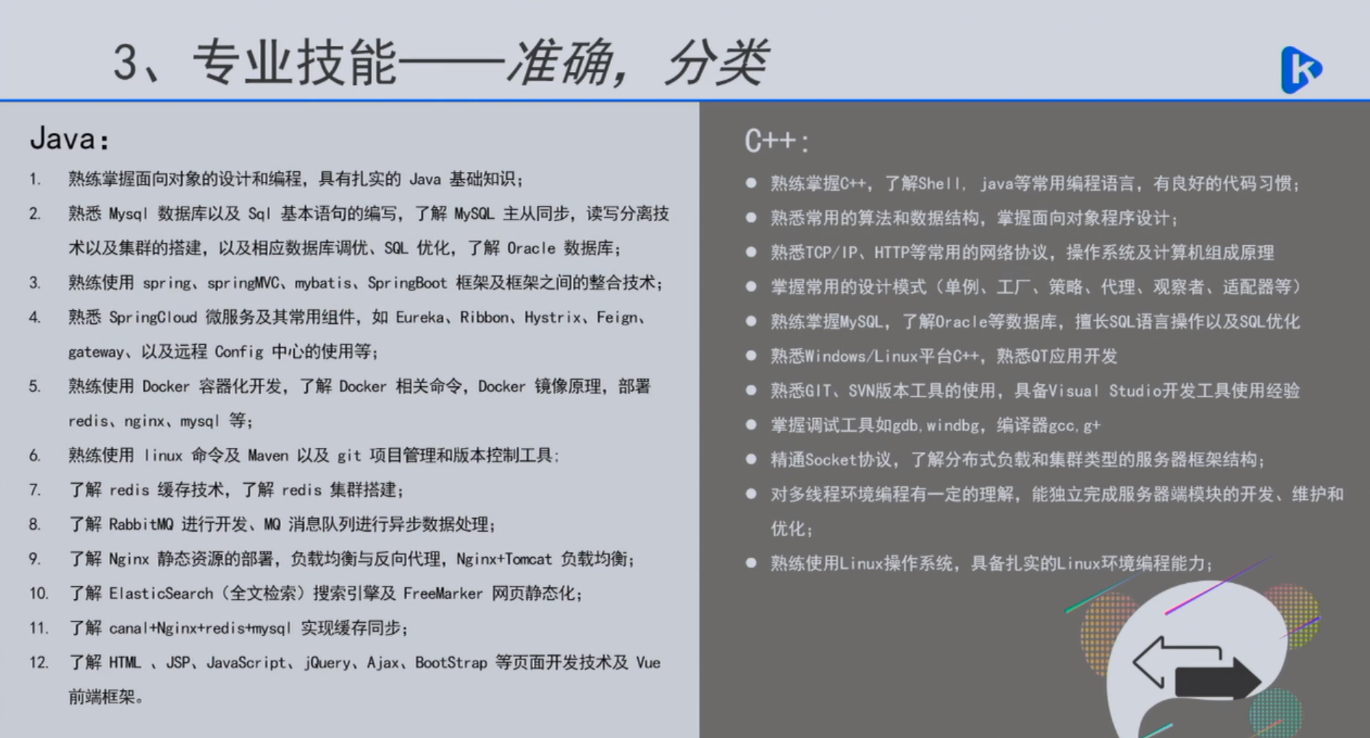 3、专业技能——准确，分类
Java：
1. 熟练掌握面向对象的设计和编程，具有扎实的 Java 基础知识；
2. 熟悉 Mysql 数据库以及 Sql 基本语句的编写，了解 MySQL 主从同步，读写分离技
术以及集群的搭建，以及相应数据库调优、SQL 优化，了解 Oracle 数据库；
3. 熟练使用 spring、springMVC、mybatis、SpringBoot 框架及框架之间的整合技术；
4. 熟悉 SpringCloud 微服务及其常用组件，如 Eureka、Ribbon、Hystrix、Feign、
gateway、以及远程 Config 中心的使用等；
5. 熟练使用 Docker 容器化开发，了解 Docker 相关命令，Docker 镜像原理，部署
redis、nginx、mysql 等；
6. 熟练使用 linux 命令及 Maven 以及 git 项目管理和版本控制工具；
7. 了解 redis 缓存技术，了解 redis 集群搭建；
8. 了解 RabbitMQ 进行开发、MQ 消息队列进行异步数据处理；
9. 了解 Nginx 静态资源的部署，负载均衡与反向代理，Nginx+Tomcat 负载均衡；
10. 了解 ElasticSearch（全文检索）搜索引擎及 FreeMarker 网页静态化；
11. 了解 canal+Nginx+redis+mysql 实现缓存同步；
12. 了解 HTML 、JSP、JavaScript、jQuery、Ajax、BootStrap 等页面开发技术及 Vue
前端框架。
C++：
● 熟练掌握C++，了解Shell, java等常用编程语言，有良好的代码习惯；
● 熟悉常用的算法和数据结构，掌握面向对象程序设计；
● 熟悉TCP/IP、HTTP等常用的网络协议，操作系统及计算机组成原理
● 掌握常用的设计模式（单例、工厂、策略、代理、观察者、适配器等）
● 熟练掌握MySQL，了解Oracle等数据库，擅长SQL语言操作以及SQL优化
● 熟悉Windows/Linux平台C++，熟悉QT应用开发
● 熟悉GIT、SVN版本工具的使用，具备Visual Studio开发工具使用经验
● 掌握调试工具如gdb,windbg，编译器gcc,g+
● 精通Socket协议，了解分布式负载和集群类型的服务器框架结构；
● 对多线程环境编程有一定的理解，能独立完成服务器端模块的开发、维护和
优化；
● 熟练使用Linux操作系统，具备扎实的Linux环境编程能力；